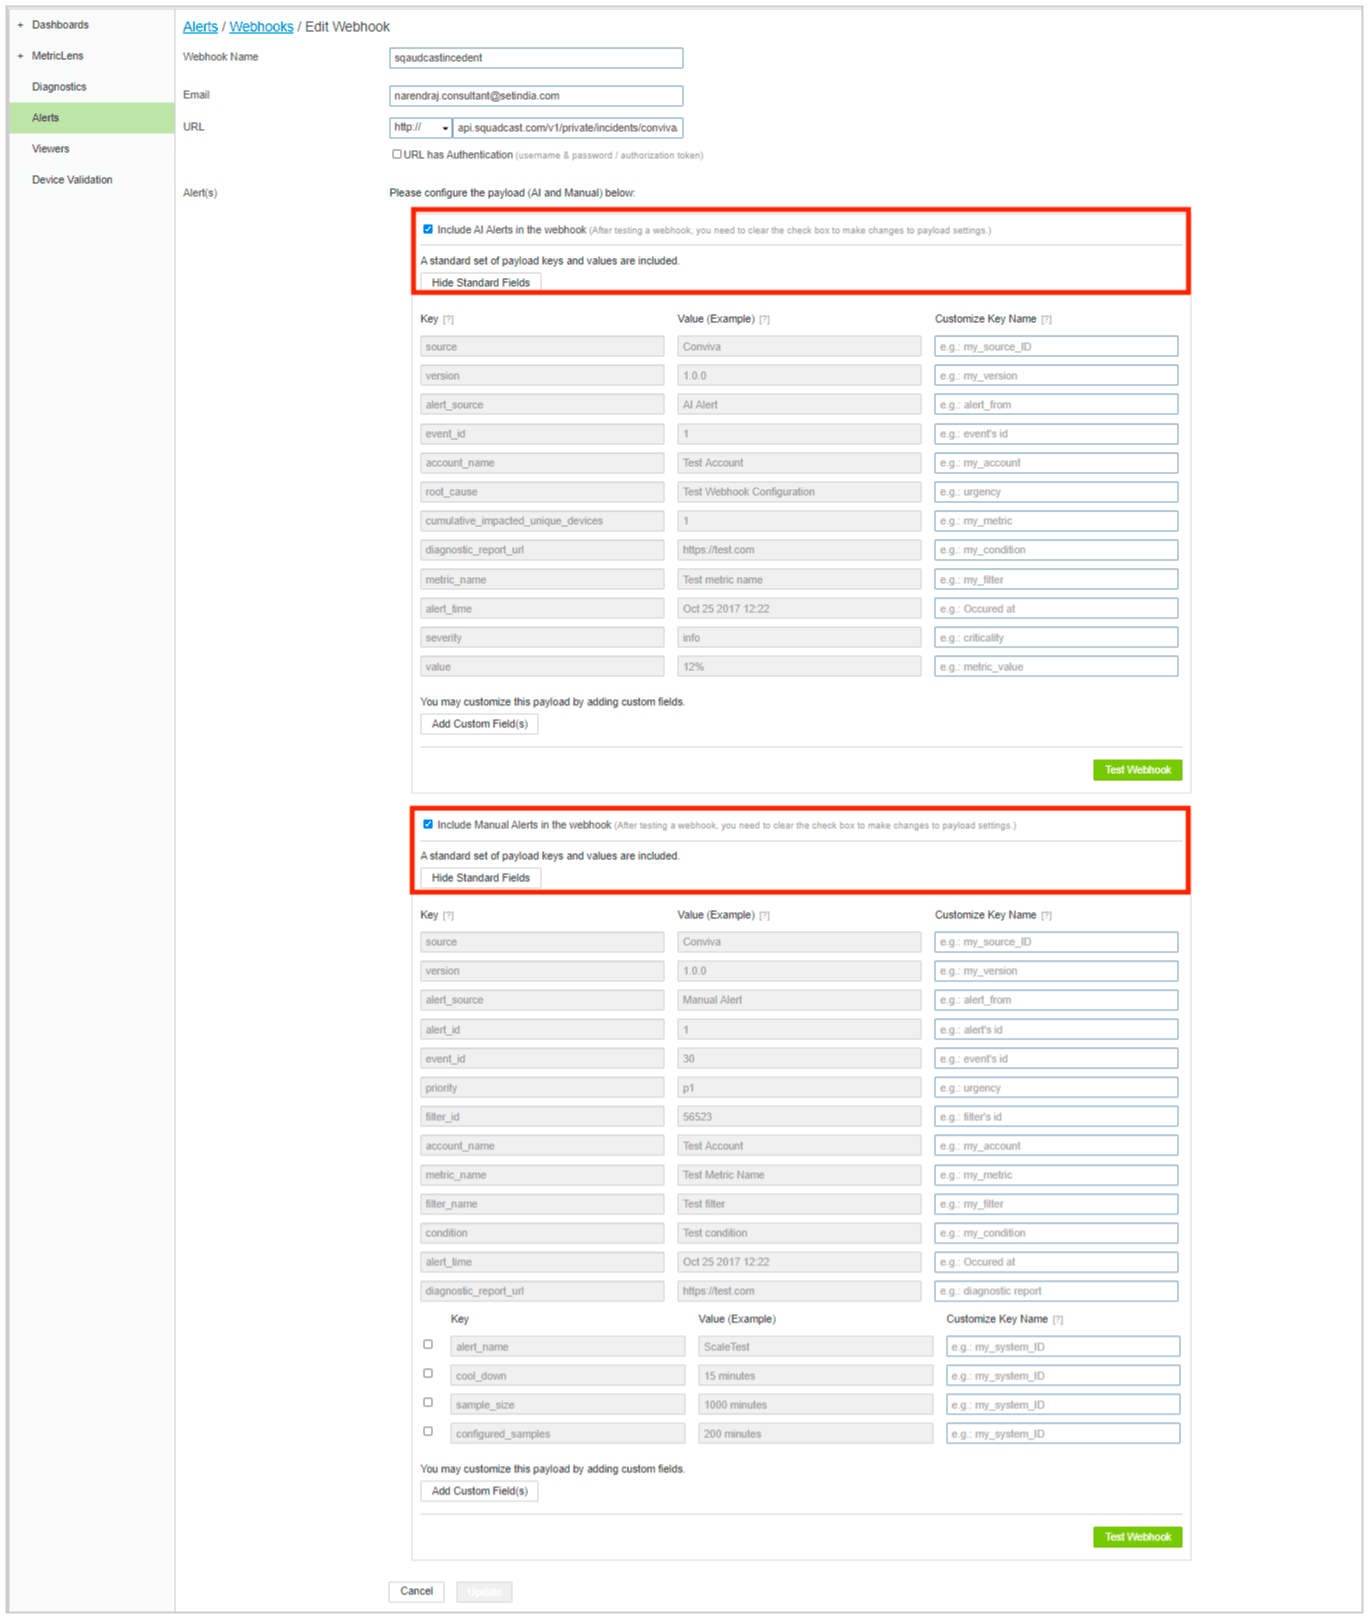 + Dashboards
+ MetricLens
Diagnostics
Alerts
Viewers
Device Validation
Alerts / Webhooks / Edit Webhook
Webhook Name sqaudcastincedent
Email narendraj.consultant@setindia.com
URL http:// api.squadcast.com/v1/private/incidents/conviva
URL has Authentication (username & password / authorization token)
Alert(s) Please configure the payload (AI and Manual) below:
Include AI Alerts in the webhook (After testing a webhook, you need to clear the check box to make changes to payload settings.)
A standard set of payload keys and values are included.
Hide Standard Fields
Key [?] Value (Example) [?] Customize Key Name [?]
source Conviva e.g.: my_source_ID
version 1.0.0 e.g.: my_version
alert_source AI Alert e.g.: alert_from
event_id 1 e.g.: event's id
account_name Test Account e.g.: my_account
root_cause Test Webhook Configuration e.g.: urgency
cumulative_impacted_unique_devices 1 e.g.: my_metric
diagnostic_report_url https://test.com e.g.: my_condition
metric_name Test metric name e.g.: my_filter
alert_time Oct 25 2017 12:22 e.g.: Occured at
severity info e.g.: criticality
value 12% e.g.: metric_value
You may customize this payload by adding custom fields.
Add Custom Field(s)
Test Webhook
Include Manual Alerts in the webhook (After testing a webhook, you need to clear the check box to make changes to payload settings.)
A standard set of payload keys and values are included.
Hide Standard Fields
Key [?] Value (Example) [?] Customize Key Name [?]
source Conviva e.g.: my_source_ID
version 1.0.0 e.g.: my_version
alert_source Manual Alert e.g.: alert_from
alert_id 1 e.g.: alert's id
event_id 30 e.g.: event's id
priority p1 e.g.: urgency
filter_id 56523 e.g.: filter's id
account_name Test Account e.g.: my_account
metric_name Test Metric Name e.g.: my_metric
filter_name Test filter e.g.: my_filter
condition Test condition e.g.: my_condition
alert_time Oct 25 2017 12:22 e.g.: Occured at
diagnostic_report_url https://test.com e.g.: diagnostic report
Key Value (Example) Customize Key Name [?]
alert_name ScaleTest e.g.: my_system_ID
cool_down 15 minutes e.g.: my_system_ID
sample_size 1000 minutes e.g.: my_system_ID
configured_samples 200 minutes e.g.: my_system_ID
You may customize this payload by adding custom fields.
Add Custom Field(s)
Test Webhook
Cancel Update